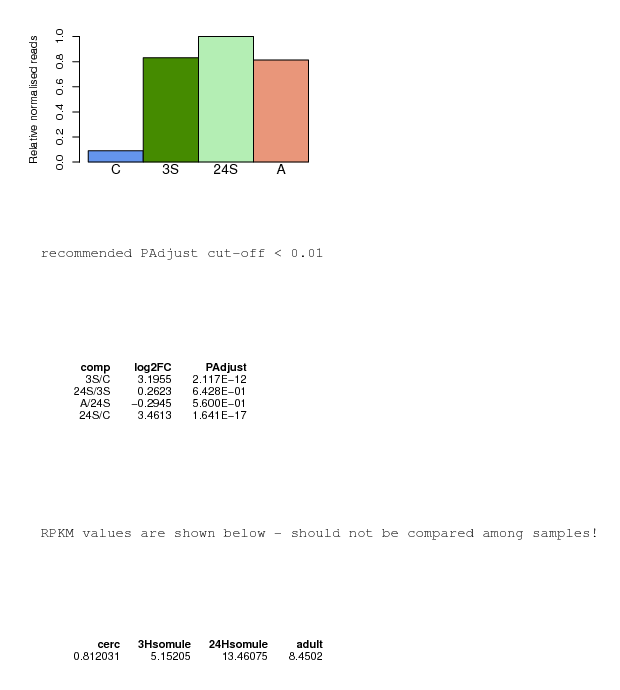 Relative normalised reads
1.0
0.8
0.6
0.4
0.2
0.0
C 3S 24S A
recommended PAdjust cut-off < 0.01
comp log2FC PAdjust
3S/C 3.1955 2.117E−12
24S/3S 0.2623 6.428E−01
A/24S −0.2945 5.600E−01
24S/C 3.4613 1.641E−17
RPKM values are shown below - should not be compared among samples!
cerc 3Hsomule 24Hsomule adult
0.812031 5.15205 13.46075 8.4502